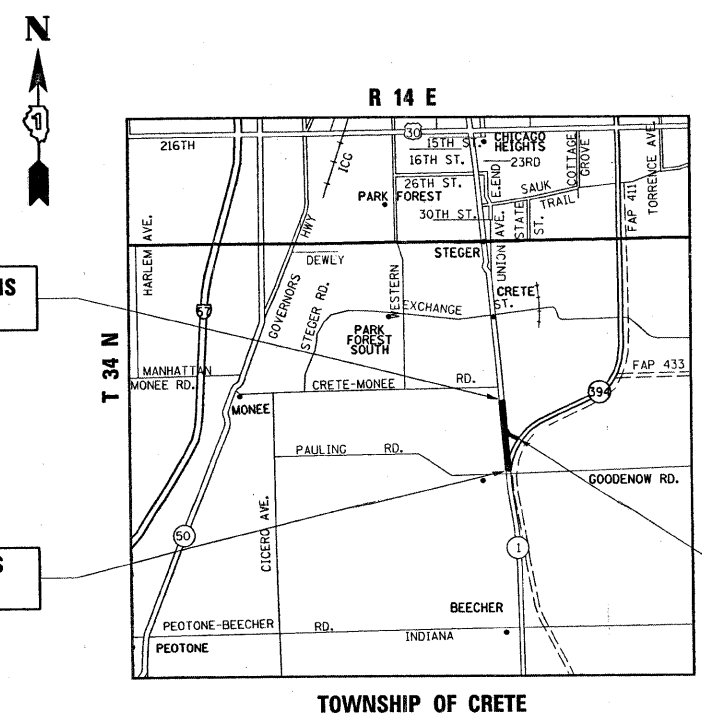 N
1
R 14 E
T 34 N
30
216TH
15TH ST.
CHICAGO
HEIGHTS
16TH ST.
23RD
ICG
26TH ST.
PARK FOREST
30TH ST.
E.END
SAUK
TRAIL
COTTAGE
GROVE
TORRENCE AVE.
FAP 411
STATE
ST.
UNION AVE.
HARLEM AVE.
HWY
GOVERNORS
DEWLY
STEGER
STEGER RD.
WESTERN
EXCHANGE
CRETE
ST.
57
PARK
FOREST
SOUTH
MANHATTAN
MONEE RD.
CRETE-MONEE RD.
FAP 433
394
MONEE
PAULING RD.
GOODENOW RD.
CICERO AVE.
50
1
BEECHER
PEOTONE-BEECHER RD.
INDIANA
PEOTONE
TOWNSHIP OF CRETE